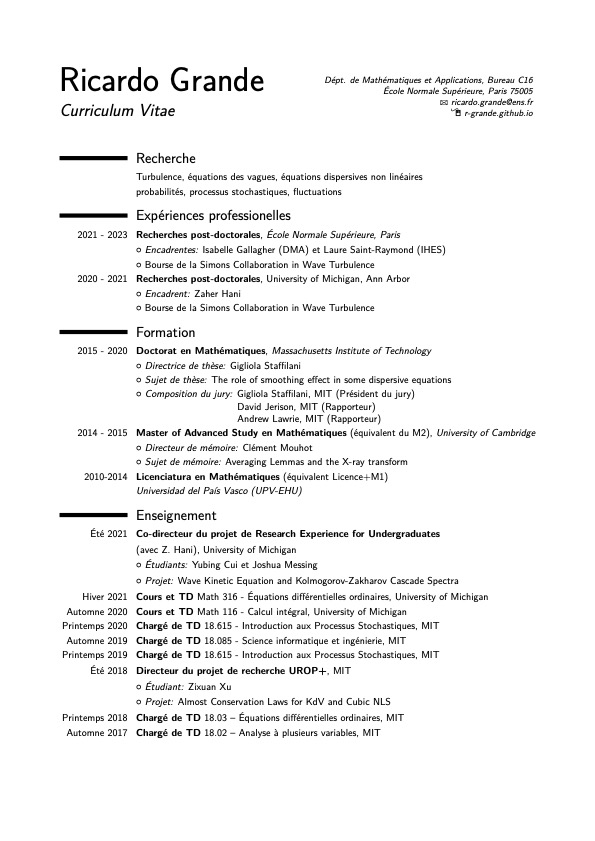 Ricardo Grande
Curriculum Vitae
Dépt. de Mathématiques et Applications, Bureau C16
École Normale Supérieure, Paris 75005
✉ ricardo.grande@ens.fr
r-grande.github.io
Recherche
Turbulence, équations des vagues, équations dispersives non linéaires
probabilités, processus stochastiques, fluctuations
Expériences professionelles
2021 - 2023 Recherches post-doctorales, École Normale Supérieure, Paris
○ Encadrentes: Isabelle Gallagher (DMA) et Laure Saint-Raymond (IHES)
○ Bourse de la Simons Collaboration in Wave Turbulence
2020 - 2021 Recherches post-doctorales, University of Michigan, Ann Arbor
○ Encadrent: Zaher Hani
○ Bourse de la Simons Collaboration in Wave Turbulence
Formation
2015 - 2020 Doctorat en Mathématiques, Massachusetts Institute of Technology
○ Directrice de thèse: Gigliola Staffilani
○ Sujet de thèse: The role of smoothing effect in some dispersive equations
○ Composition du jury: Gigliola Staffilani, MIT (Président du jury)
David Jerison, MIT (Rapporteur)
Andrew Lawrie, MIT (Rapporteur)
2014 - 2015 Master of Advanced Study en Mathématiques (équivalent du M2), University of Cambridge
○ Directeur de mémoire: Clément Mouhot
○ Sujet de mémoire: Averaging Lemmas and the X-ray transform
2010-2014 Licenciatura en Mathématiques (équivalent Licence+M1)
Universidad del País Vasco (UPV-EHU)
Enseignement
Été 2021 Co-directeur du projet de Research Experience for Undergraduates
(avec Z. Hani), University of Michigan
○ Étudiants: Yubing Cui et Joshua Messing
○ Projet: Wave Kinetic Equation and Kolmogorov-Zakharov Cascade Spectra
Hiver 2021 Cours et TD Math 316 - Équations différentielles ordinaires, University of Michigan
Automne 2020 Cours et TD Math 116 - Calcul intégral, University of Michigan
Printemps 2020 Chargé de TD 18.615 - Introduction aux Processus Stochastiques, MIT
Automne 2019 Chargé de TD 18.085 - Science informatique et ingénierie, MIT
Printemps 2019 Chargé de TD 18.615 - Introduction aux Processus Stochastiques, MIT
Été 2018 Directeur du projet de recherche UROP+, MIT
○ Étudiant: Zixuan Xu
○ Projet: Almost Conservation Laws for KdV and Cubic NLS
Printemps 2018 Chargé de TD 18.03 – Équations différentielles ordinaires, MIT
Automne 2017 Chargé de TD 18.02 – Analyse à plusieurs variables, MIT